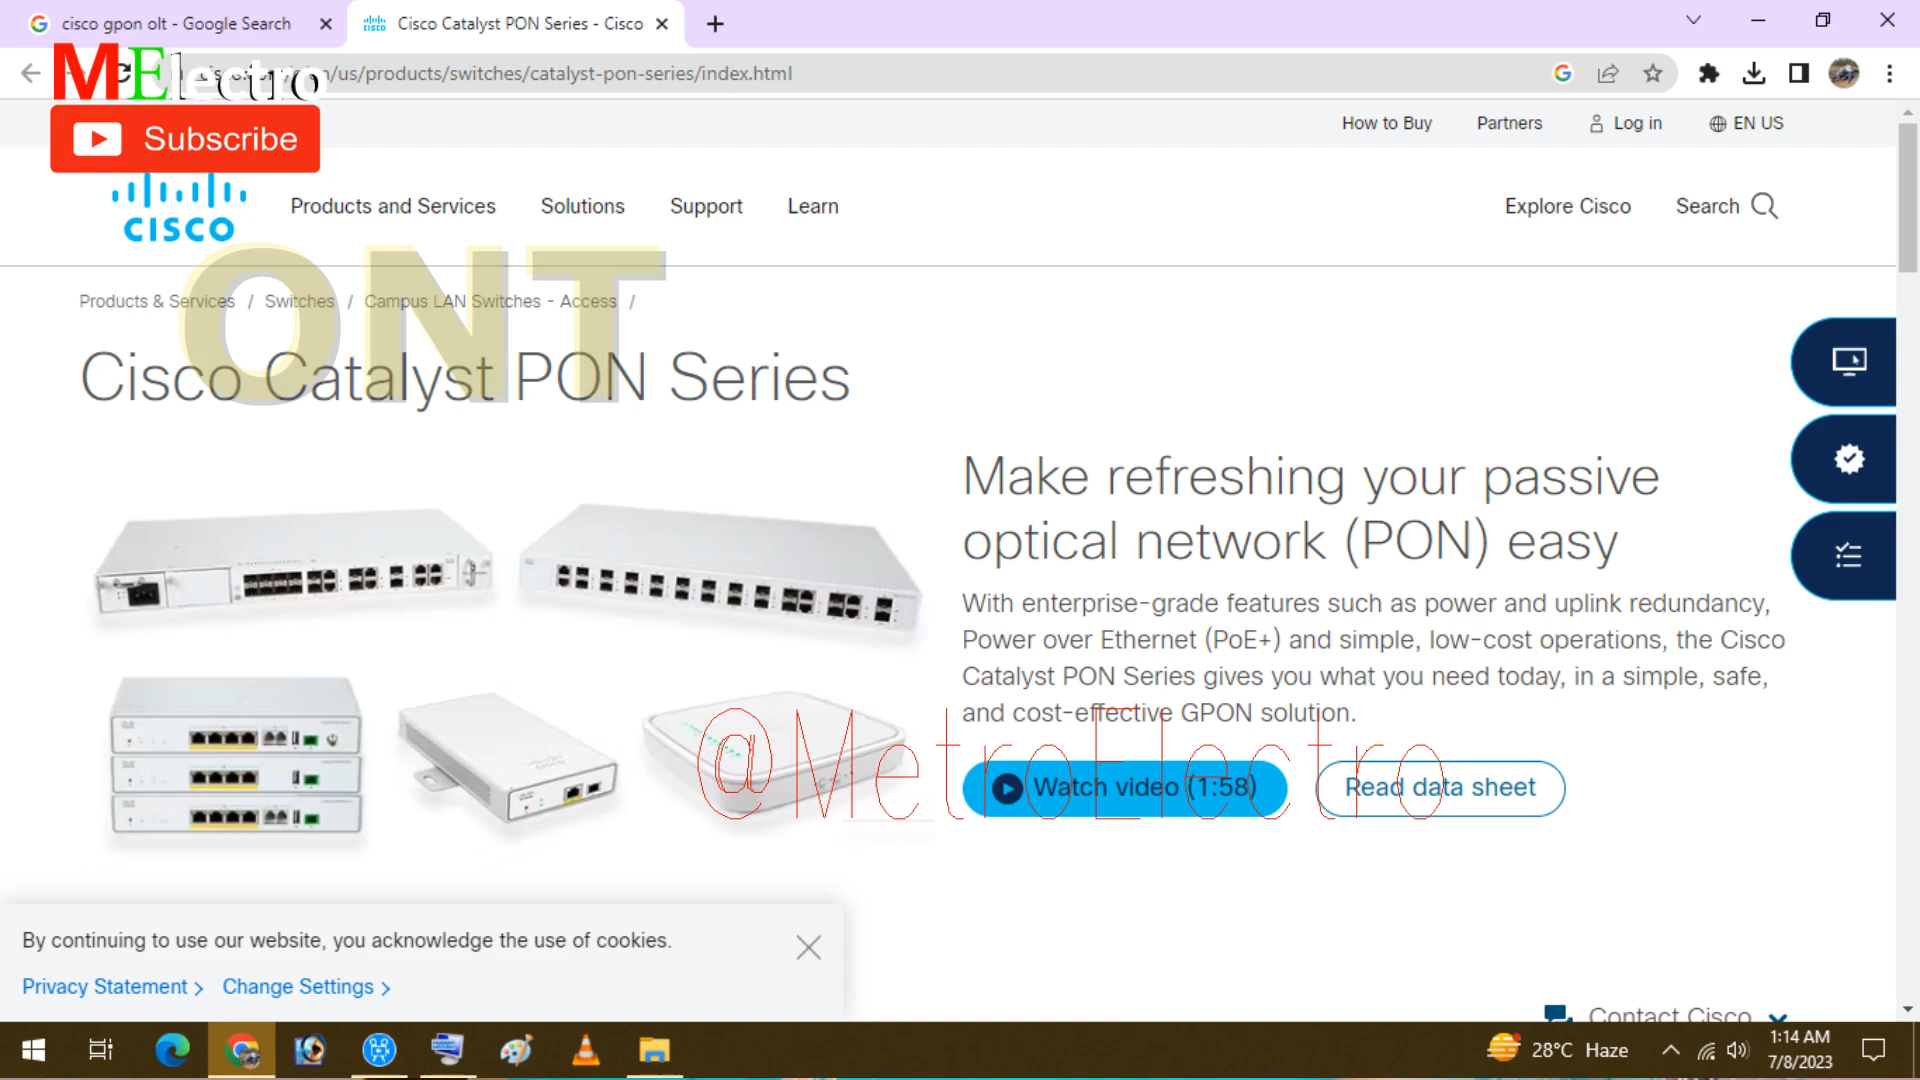 cisco gpon olt - Google Search
Cisco Catalyst PON Series - Cisco
MElectro
/us/products/switches/catalyst-pon-series/index.html
Subscribe
How to Buy
Partners
Log in
EN US
CISCO
Products and Services
Solutions
Support
Learn
Explore Cisco
Search
ONT
Products & Services / Switches / Campus LAN Switches - Access /
Cisco Catalyst PON Series
Make refreshing your passive
optical network (PON) easy
With enterprise-grade features such as power and uplink redundancy,
Power over Ethernet (PoE+) and simple, low-cost operations, the Cisco
Catalyst PON Series gives you what you need today, in a simple, safe,
and cost-effective GPON solution.
@MetroElectro
Watch video (1:58)
Read data sheet
By continuing to use our website, you acknowledge the use of cookies.
Privacy Statement >
Change Settings >
Contact Cisco
28°C Haze
1:14 AM
7/8/2023